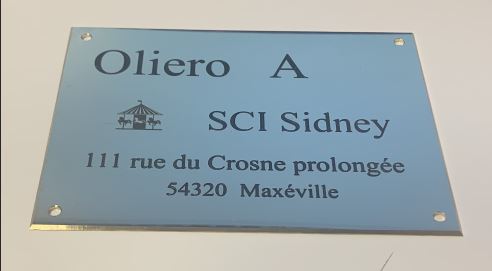 Oliero A
SCI Sidney
111 rue du Crosne prolongée
54320 Maxéville